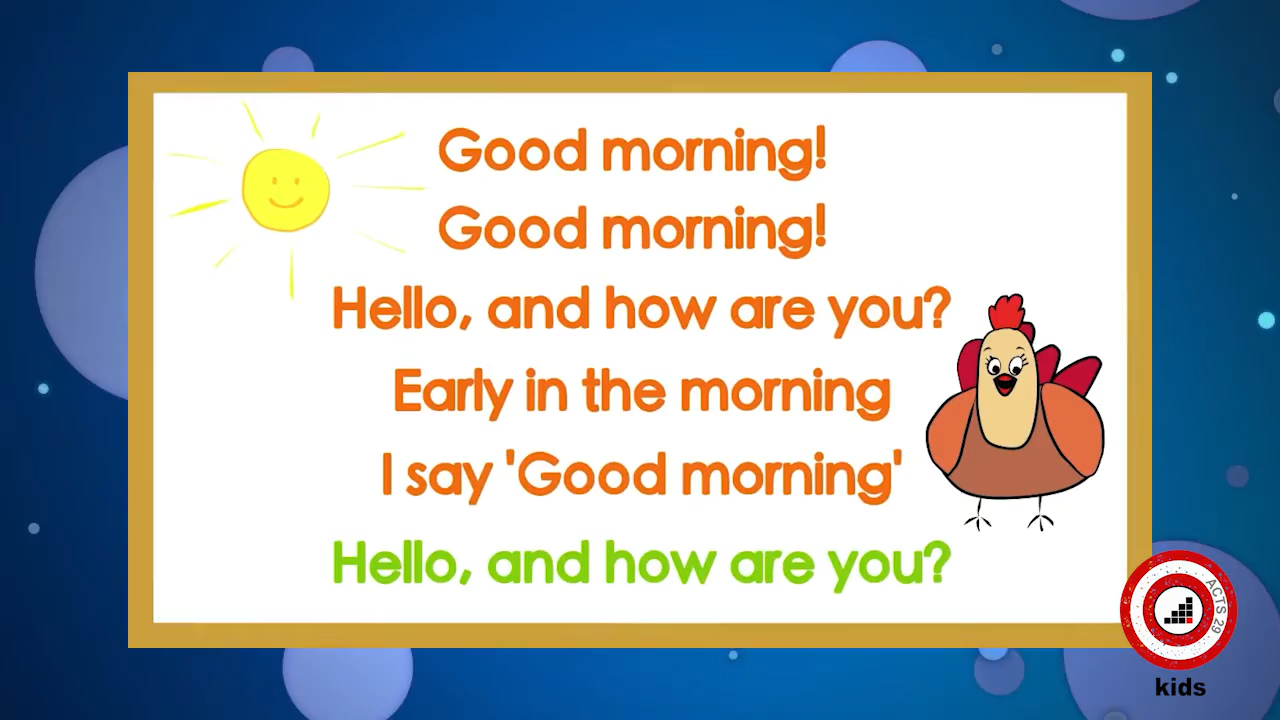 Good morning!
Good morning!
Hello, and how are you?
Early in the morning
I say 'Good morning'
Hello, and how are you?
ACTS 29
kids